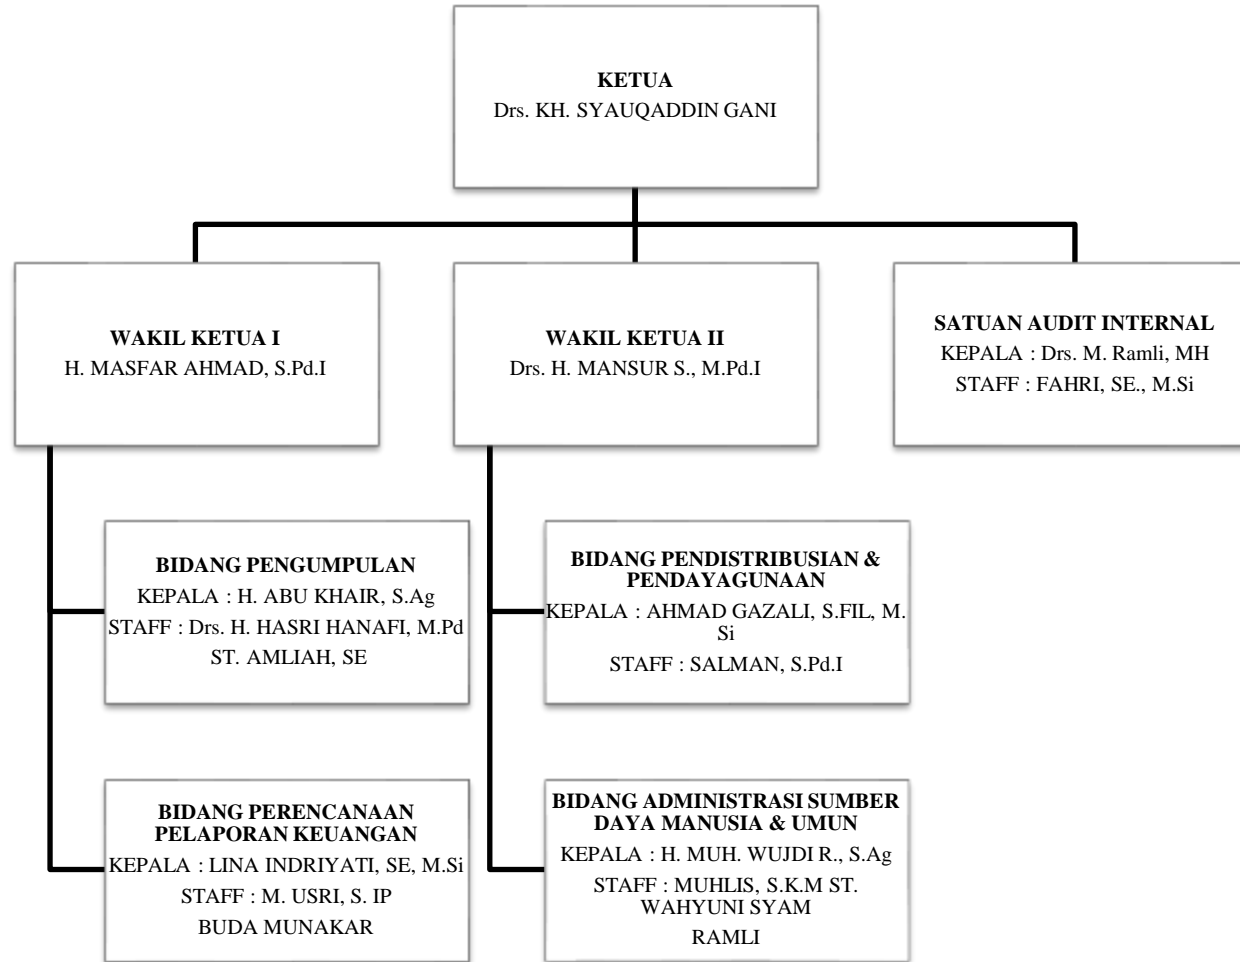 KETUA
Drs. KH. SYAUQADDIN GANI
WAKIL KETUA I
H. MASFAR AHMAD, S.Pd.I
WAKIL KETUA II
Drs. H. MANSUR S., M.Pd.I
SATUAN AUDIT INTERNAL
KEPALA : Drs. M. Ramli, MH
STAFF : FAHRI, SE., M.Si
BIDANG PENGUMPULAN
KEPALA : H. ABU KHAIR, S.Ag
STAFF : Drs. H. HASRI HANAFI, M.Pd
ST. AMLIAH, SE
BIDANG PENDISTRIBUSIAN &
PENDAYAGUNAAN
KEPALA : AHMAD GAZALI, S.FIL, M.
Si
STAFF : SALMAN, S.Pd.I
BIDANG PERENCANAAN
PELAPORAN KEUANGAN
KEPALA : LINA INDRIYATI, SE, M.Si
STAFF : M. USRI, S. IP
BUDA MUNAKAR
BIDANG ADMINISTRASI SUMBER
DAYA MANUSIA & UMUN
KEPALA : H. MUH. WUJDI R., S.Ag
STAFF : MUHLIS, S.K.M ST.
WAHYUNI SYAM
RAMLI